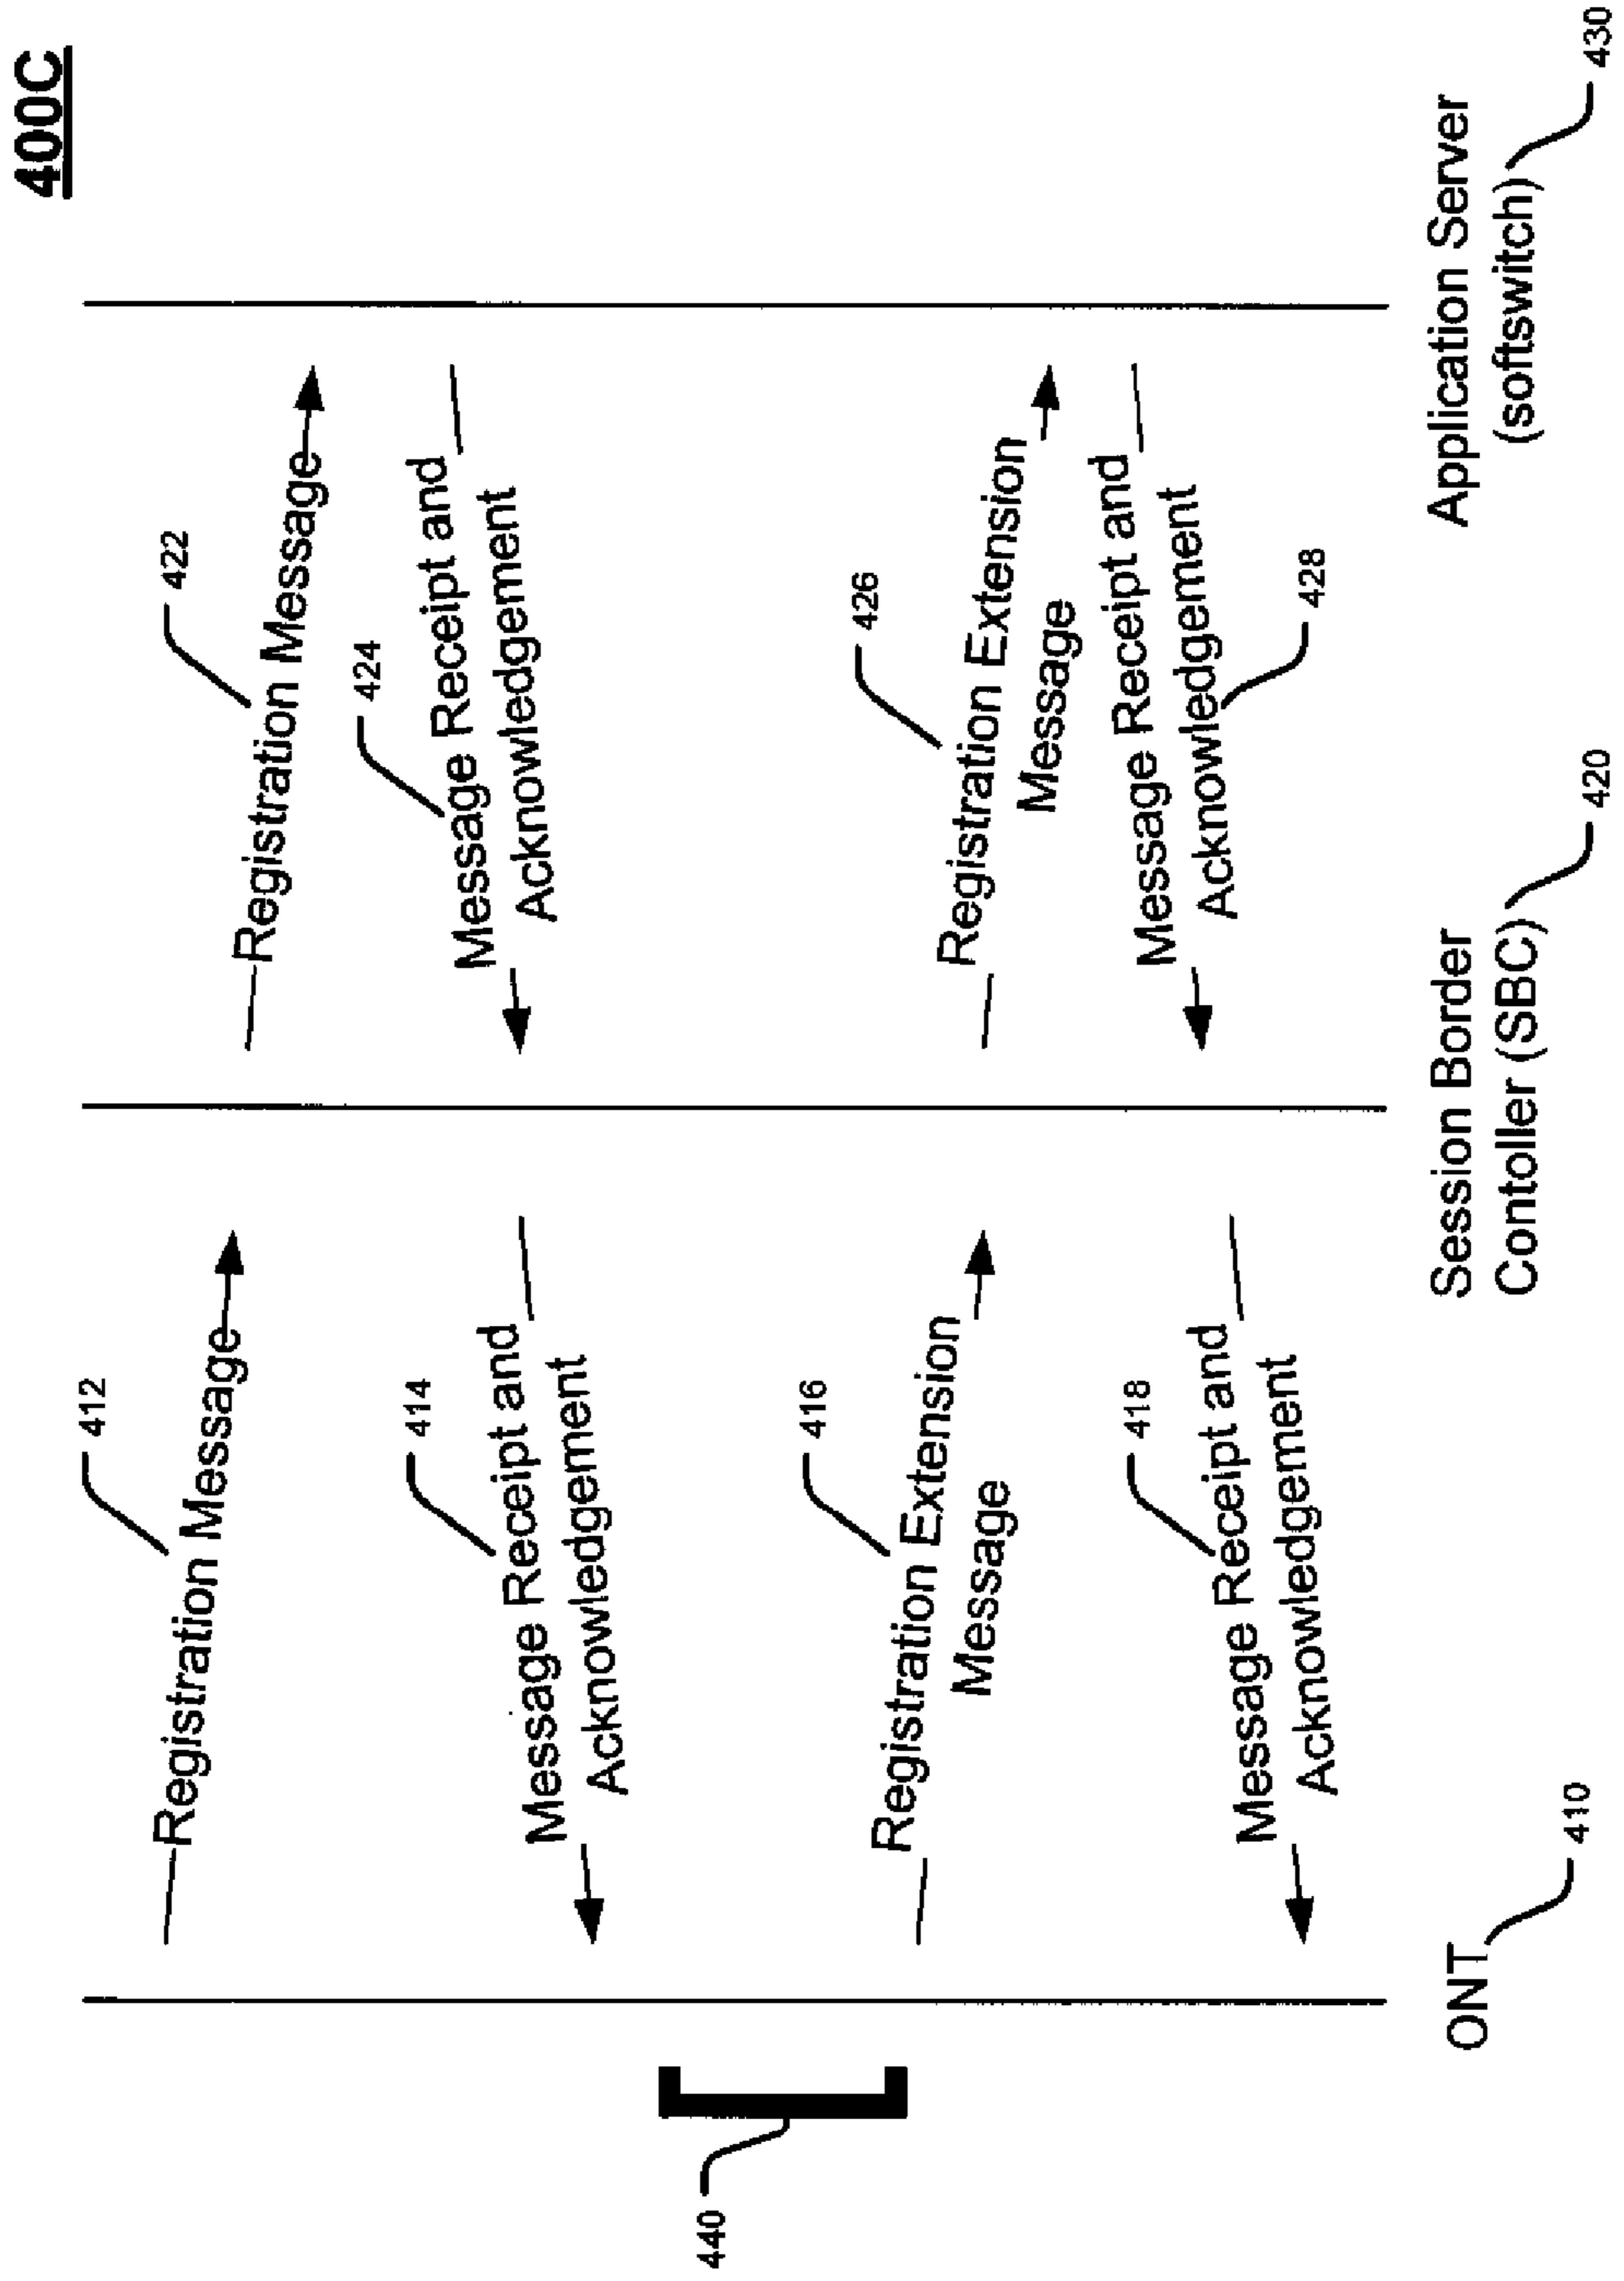 400C
412
Registration Message
422
Registration Message
424
Message Receipt and
Acknowledgement
414
Message Receipt and
Acknowledgement
440
416
Registration Extension
Message
426
Registration Extension
Message
Message Receipt and
Acknowledgement
428
418
Message Receipt and
Acknowledgement
ONT
410
Session Border
Contoller (SBC)
420
Application Server
(softswitch)
430